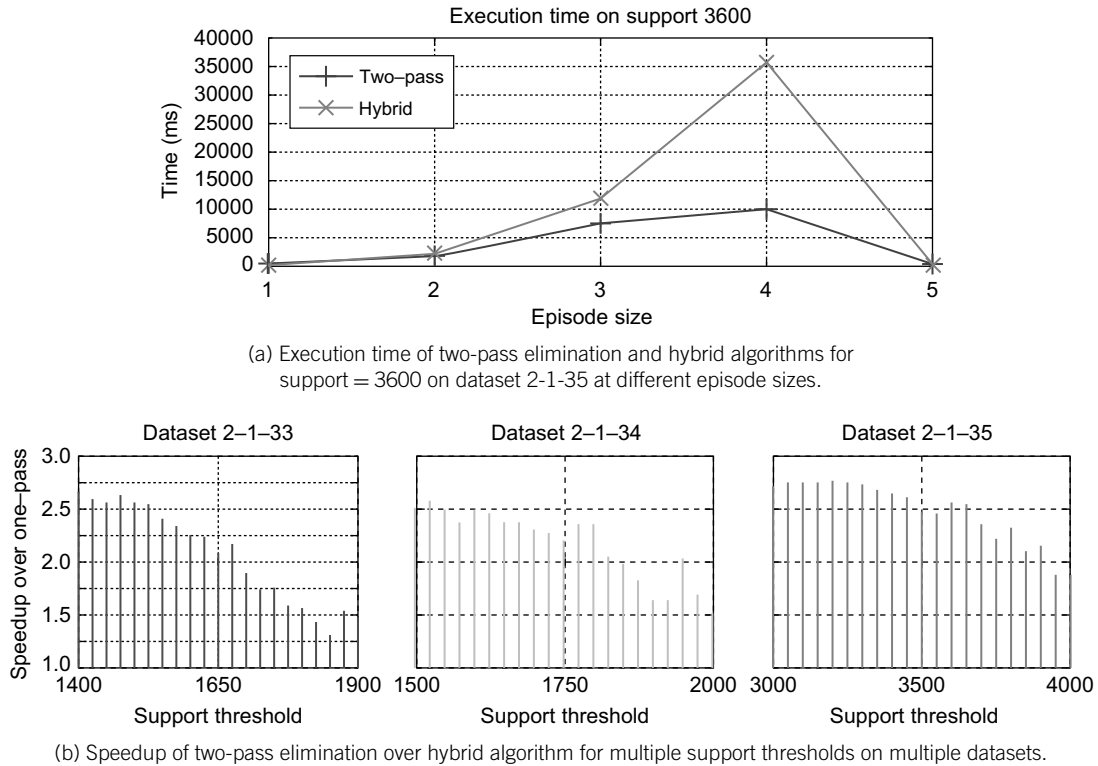 Execution time on support 3600
40000
35000
30000
25000
20000
15000
10000
5000
0
Time (ms)
Two–pass
Hybrid
1 2 3 4 5
Episode size
(a) Execution time of two-pass elimination and hybrid algorithms for
support = 3600 on dataset 2-1-35 at different episode sizes.
Dataset 2–1–33 Dataset 2–1–34 Dataset 2–1–35
Speedup over one–pass
3.0
2.5
2.0
1.5
1.0
1400 1650 1900 1500 1750 2000 3000 3500 4000
Support threshold Support threshold Support threshold
(b) Speedup of two-pass elimination over hybrid algorithm for multiple support thresholds on multiple datasets.